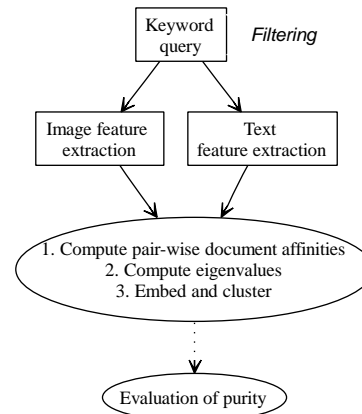 Keyword
query
Filtering
Image feature
extraction
Text
feature extraction
1. Compute pair-wise document affinities
2. Compute eigenvalues
3. Embed and cluster
Evaluation of purity